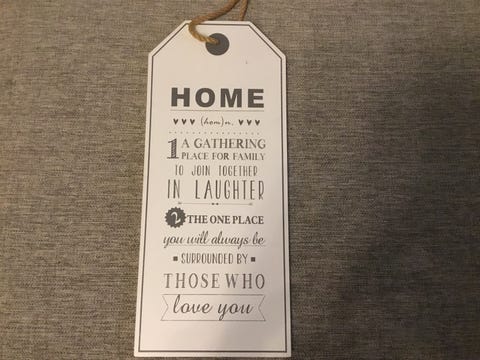 HOME
(hom)n.
1 A GATHERING
PLACE FOR FAMILY
TO JOIN TOGETHER
IN LAUGHTER
2 THE ONE PLACE
you will always be
SURROUNDED BY
THOSE WHO
love you